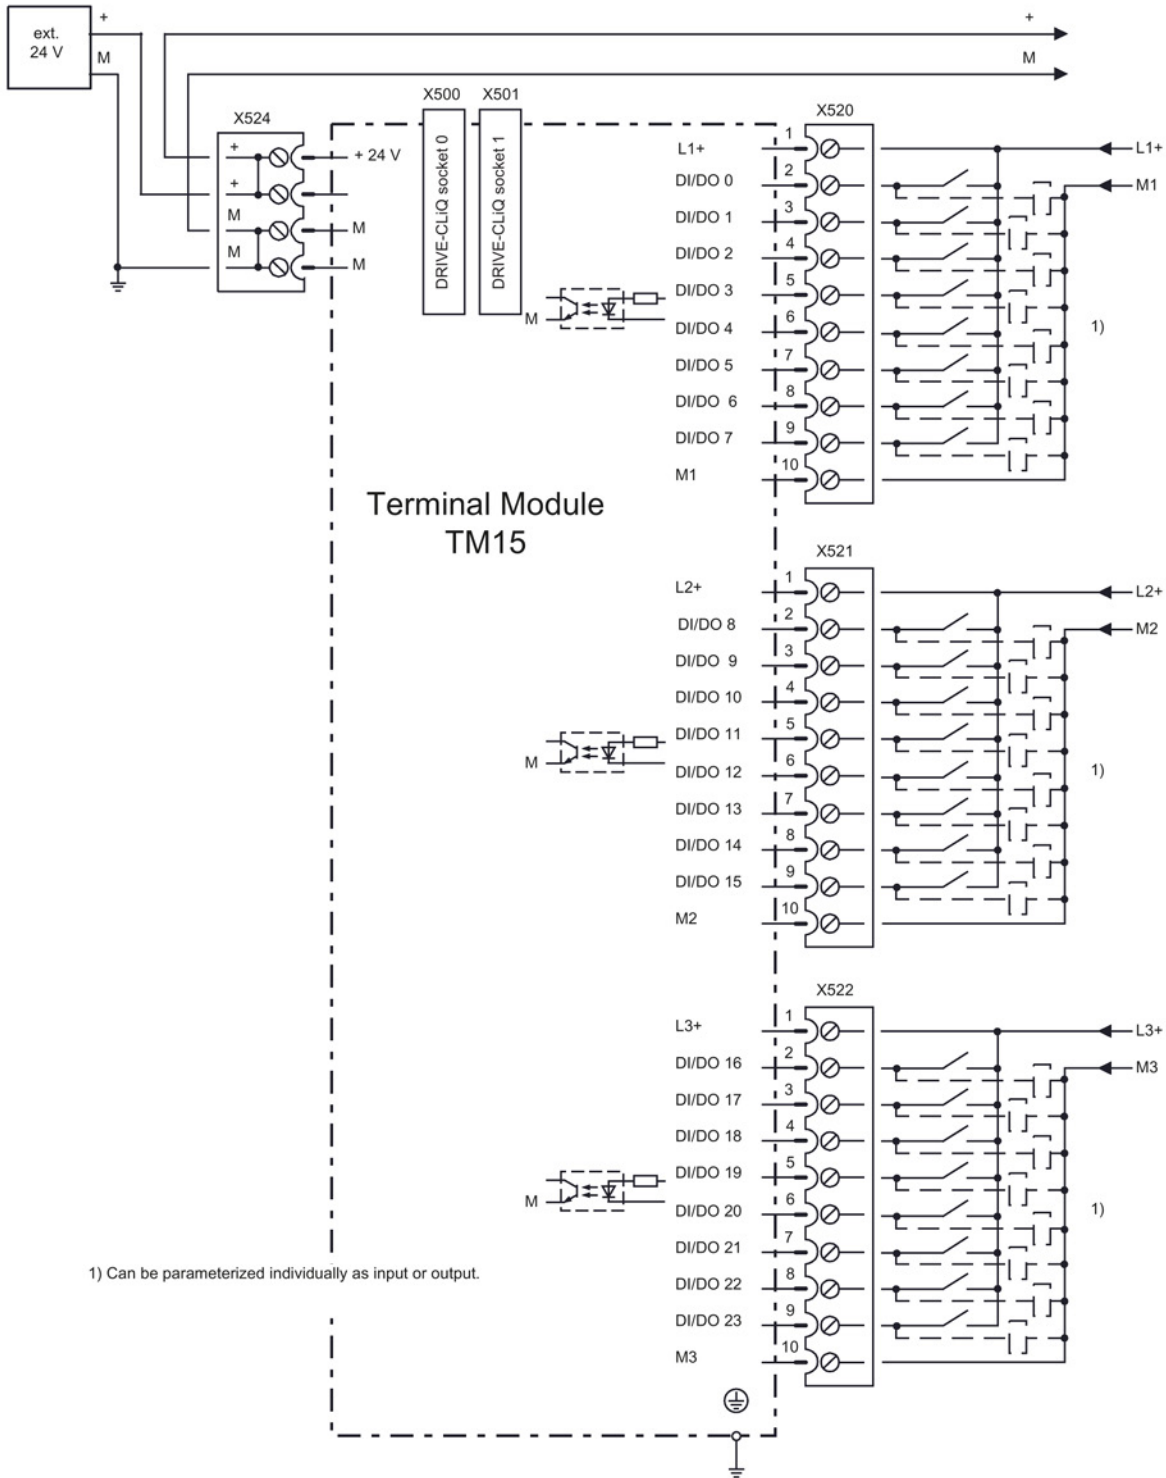 ext.
24 V
+
M
+
M
X524
+
+
M
M
+ 24 V
M
M
X500
X501
DRIVE-CLiQ socket 0
DRIVE-CLiQ socket 1
X520
L1+ 1
DI/DO 0 2
DI/DO 1 3
DI/DO 2 4
DI/DO 3 5
DI/DO 4 6
DI/DO 5 7
DI/DO 6 8
DI/DO 7 9
M1 10
L1+
M1
1)
M
Terminal Module
TM15
X521
L2+ 1
DI/DO 8 2
DI/DO 9 3
DI/DO 10 4
DI/DO 11 5
DI/DO 12 6
DI/DO 13 7
DI/DO 14 8
DI/DO 15 9
M2 10
L2+
M2
1)
M
X522
L3+ 1
DI/DO 16 2
DI/DO 17 3
DI/DO 18 4
DI/DO 19 5
DI/DO 20 6
DI/DO 21 7
DI/DO 22 8
DI/DO 23 9
M3 10
L3+
M3
1)
M
1) Can be parameterized individually as input or output.